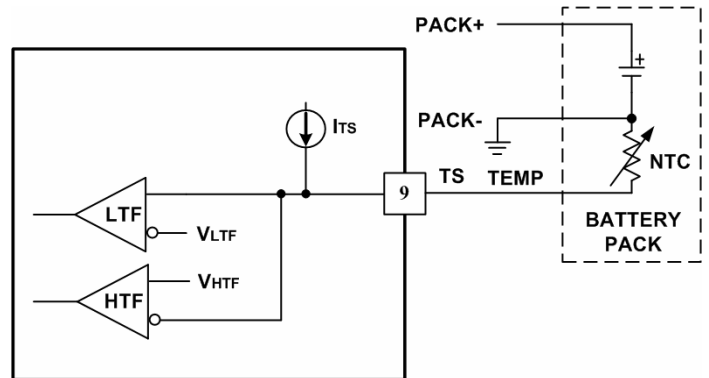 PACK+
+
ITS
PACK-
NTC
9
TS
TEMP
LTF
VLTF
BATTERY
PACK
VHTF
HTF